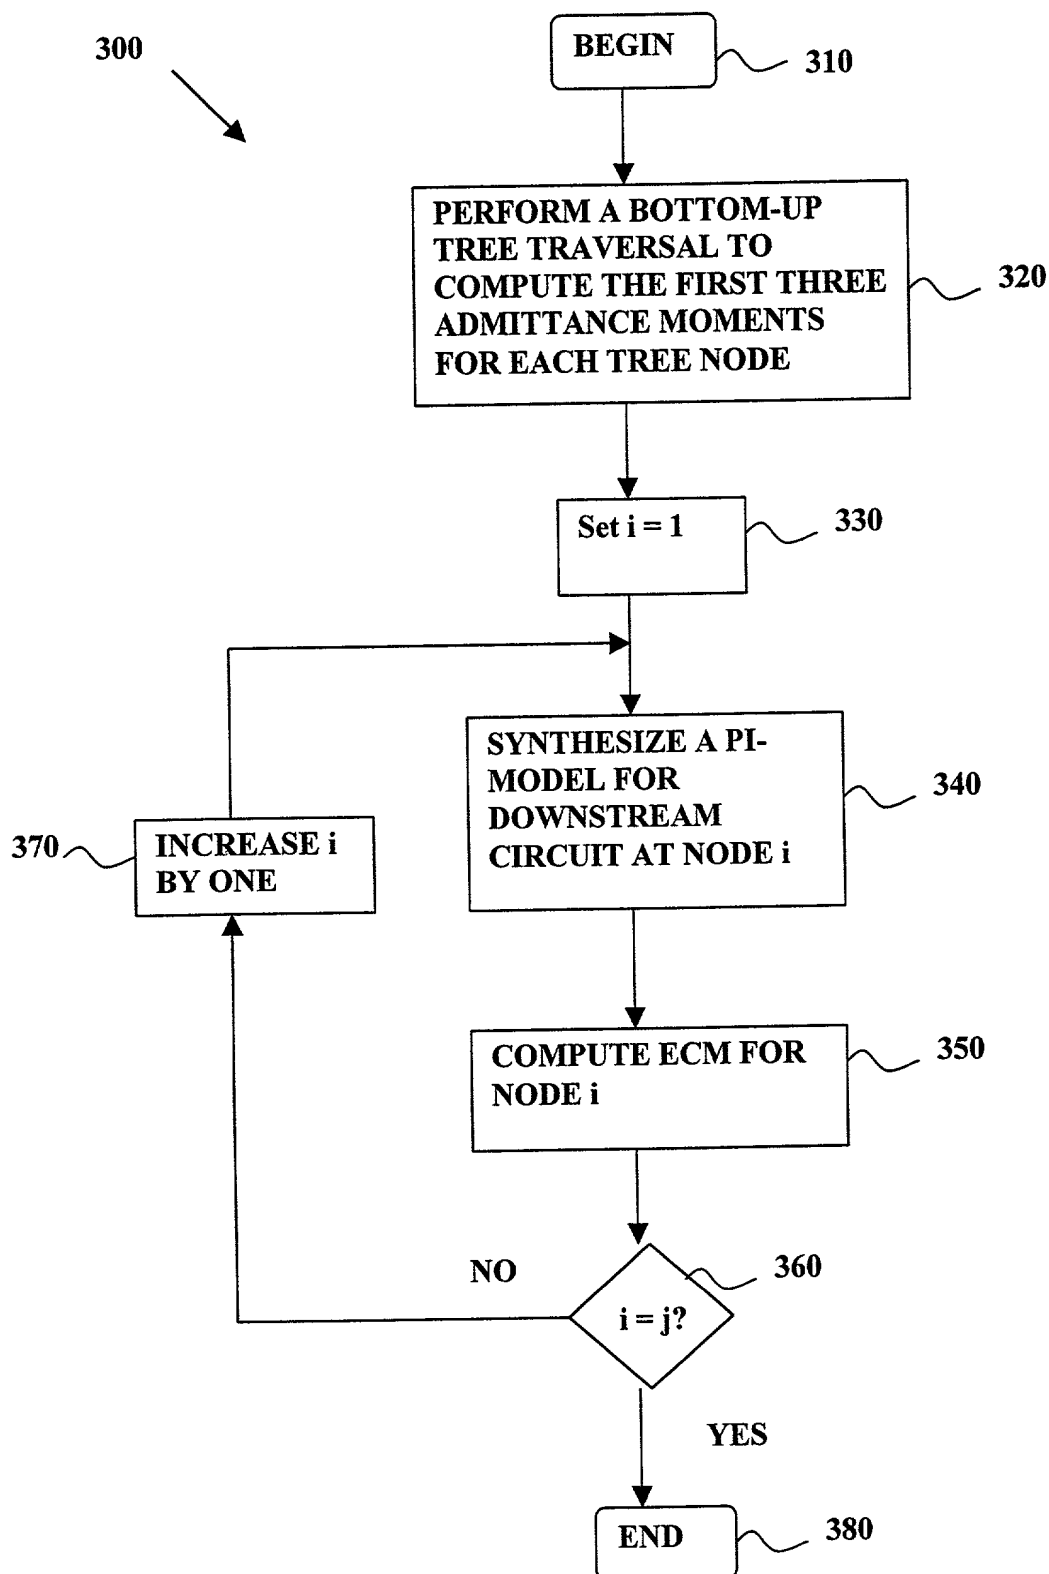 300
BEGIN
310
PERFORM A BOTTOM-UP
TREE TRAVERSAL TO
COMPUTE THE FIRST THREE
ADMITTANCE MOMENTS
FOR EACH TREE NODE
320
Set i = 1
330
SYNTHESIZE A PI-
MODEL FOR
DOWNSTREAM
CIRCUIT AT NODE i
340
370
INCREASE i
BY ONE
COMPUTE ECM FOR
NODE i
350
NO
360
i = j?
YES
END
380